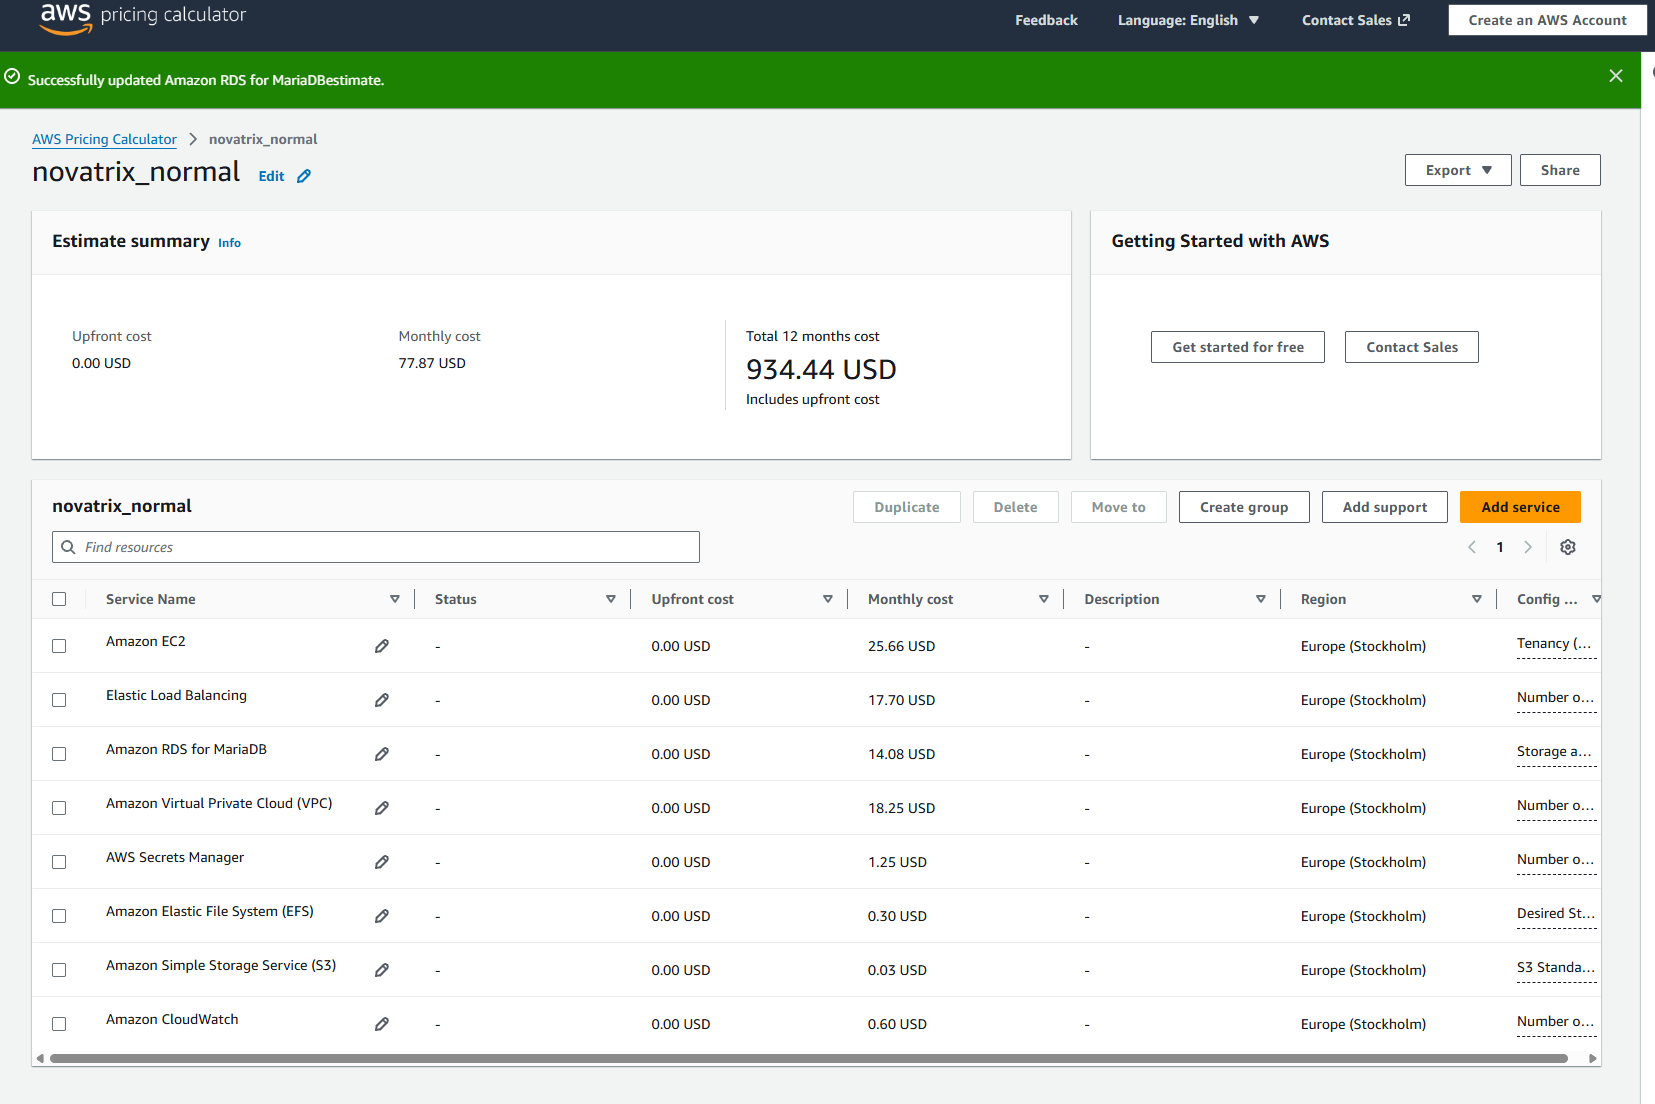 aws pricing calculator
Feedback
Language: English
Contact Sales
Create an AWS Account
Successfully updated Amazon RDS for MariaDBestimate.
AWS Pricing Calculator > novatrix_normal
novatrix_normal Edit
Export
Share
Estimate summary Info
Getting Started with AWS
Upfront cost
0.00 USD
Monthly cost
77.87 USD
Total 12 months cost
934.44 USD
Includes upfront cost
Get started for free
Contact Sales
novatrix_normal
Duplicate
Delete
Move to
Create group
Add support
Add service
Find resources
1
Service Name Status Upfront cost Monthly cost Description Region Config ...
Amazon EC2 - 0.00 USD 25.66 USD - Europe (Stockholm) Tenancy (...
Elastic Load Balancing - 0.00 USD 17.70 USD - Europe (Stockholm) Number o...
Amazon RDS for MariaDB - 0.00 USD 14.08 USD - Europe (Stockholm) Storage a...
Amazon Virtual Private Cloud (VPC) - 0.00 USD 18.25 USD - Europe (Stockholm) Number o...
AWS Secrets Manager - 0.00 USD 1.25 USD - Europe (Stockholm) Number o...
Amazon Elastic File System (EFS) - 0.00 USD 0.30 USD - Europe (Stockholm) Desired St...
Amazon Simple Storage Service (S3) - 0.00 USD 0.03 USD - Europe (Stockholm) S3 Standa...
Amazon CloudWatch - 0.00 USD 0.60 USD - Europe (Stockholm) Number o...